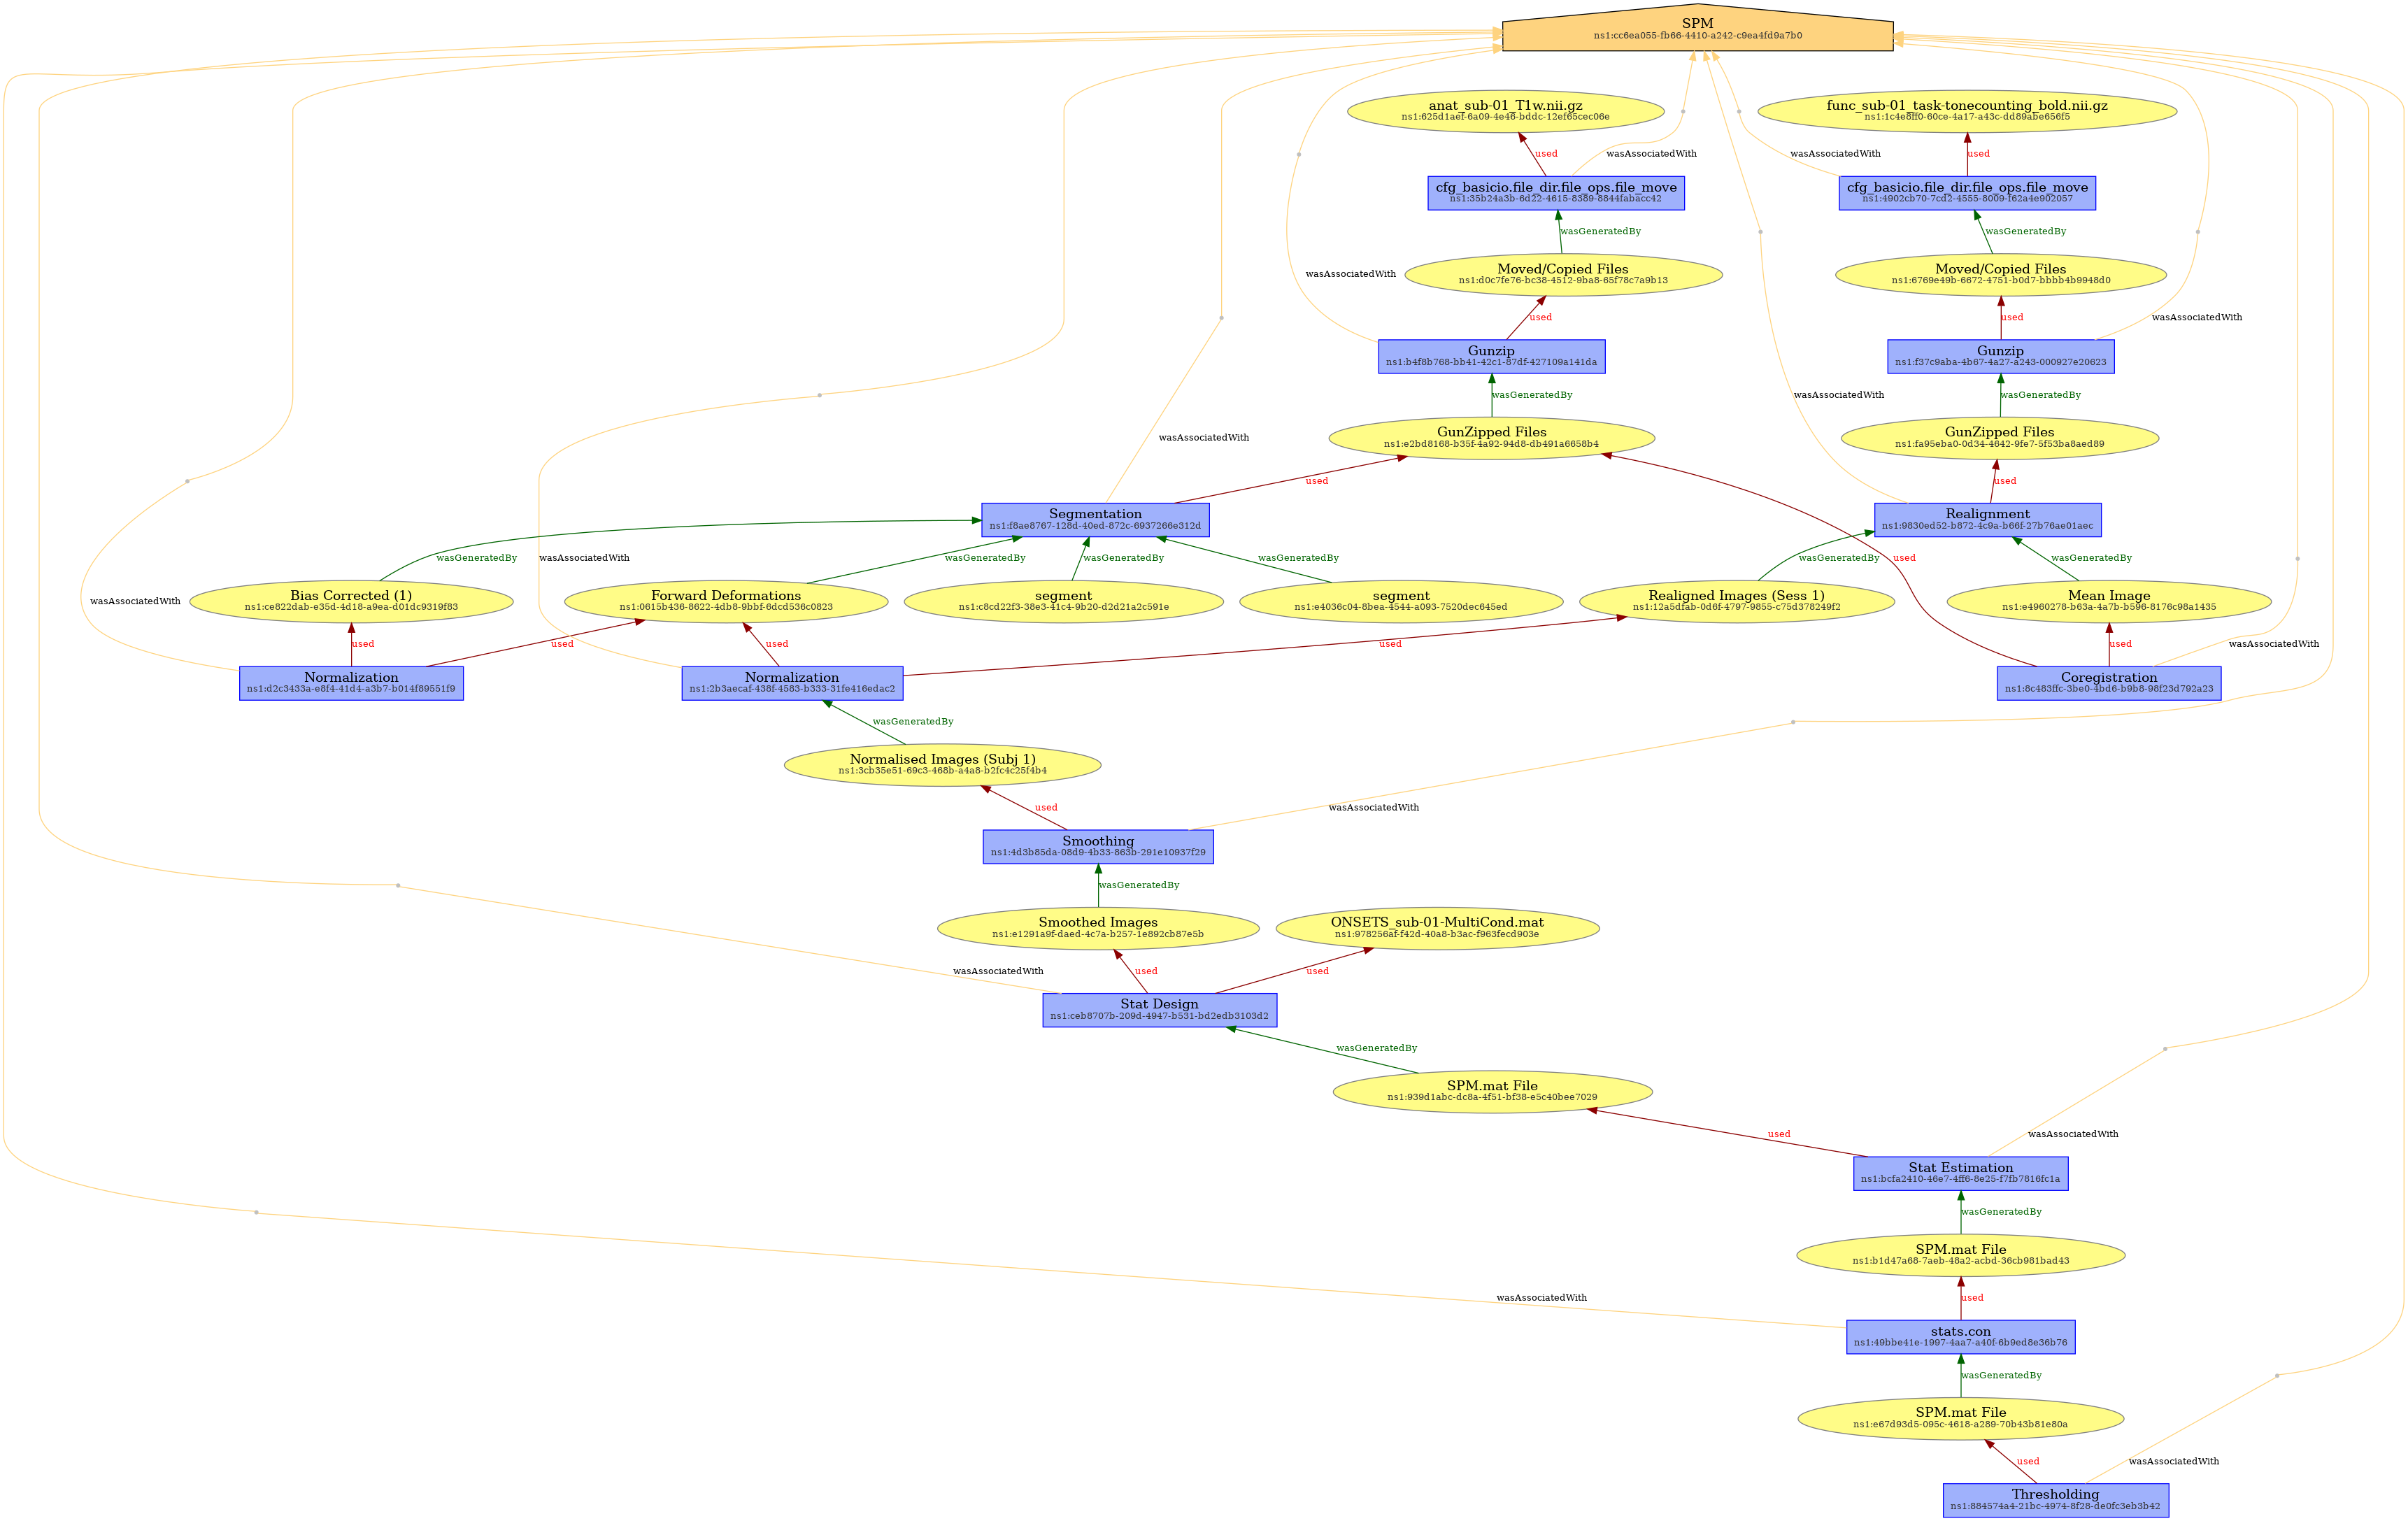 SPM
ns1:cc6ea055-fb66-4410-a242-c9ea4fd9a7b0
anat_sub-01_T1w.nii.gz
ns1:625d1aef-6a09-4e46-bddc-12ef65cec06e
func_sub-01_task-tonecounting_bold.nii.gz
ns1:1c4e8ff0-60ce-4a17-a43c-dd89abe656f5
used
wasAssociatedWith
wasAssociatedWith
used
cfg_basicio.file_dir.file_ops.file_move
ns1:35b24a3b-6d22-4615-8389-8844fabacc42
cfg_basicio.file_dir.file_ops.file_move
ns1:4902cb70-7cd2-4555-8009-f62a4e902057
wasGeneratedBy
wasGeneratedBy
Moved/Copied Files
ns1:d0c7fe76-bc38-4512-9ba8-65f78c7a9b13
Moved/Copied Files
ns1:6769e49b-6672-4751-b0d7-bbbb4b9948d0
wasAssociatedWith
used
used
wasAssociatedWith
Gunzip
ns1:b4f8b768-bb41-42c1-87df-427109a141da
Gunzip
ns1:f37c9aba-4b67-4a27-a243-000927e20623
wasGeneratedBy
wasAssociatedWith
wasGeneratedBy
wasAssociatedWith
GunZipped Files
ns1:e2bd8168-b35f-4a92-94d8-db491a6658b4
GunZipped Files
ns1:fa95eba0-0d34-4642-9fe7-5f53ba8aed89
used
used
Segmentation
ns1:f8ae8767-128d-40ed-872c-6937266e312d
Realignment
ns1:9830ed52-b872-4c9a-b66f-27b76ae01aec
wasGeneratedBy
wasAssociatedWith
wasGeneratedBy
wasGeneratedBy
wasGeneratedBy
wasGeneratedBy
used
wasGeneratedBy
wasAssociatedWith
Bias Corrected (1)
ns1:ce822dab-e35d-4d18-a9ea-d01dc9319f83
Forward Deformations
ns1:0615b436-8622-4db8-9bbf-6dcd536c0823
segment
ns1:c8cd22f3-38e3-41c4-9b20-d2d21a2c591e
segment
ns1:e4036c04-8bea-4544-a093-7520dec645ed
Realigned Images (Sess 1)
ns1:12a5dfab-0d6f-4797-9855-c75d378249f2
Mean Image
ns1:e4960278-b63a-4a7b-b596-8176c98a1435
used
used
used
used
used
wasAssociatedWith
Normalization
ns1:d2c3433a-e8f4-41d4-a3b7-b014f89551f9
Normalization
ns1:2b3aecaf-438f-4583-b333-31fe416edac2
Coregistration
ns1:8c483ffc-3be0-4bd6-b9b8-98f23d792a23
wasGeneratedBy
Normalised Images (Subj 1)
ns1:3cb35e51-69c3-468b-a4a8-b2fc4c25f4b4
used
wasAssociatedWith
Smoothing
ns1:4d3b85da-08d9-4b33-863b-291e10937f29
wasGeneratedBy
Smoothed Images
ns1:e1291a9f-daed-4c7a-b257-1e892cb87e5b
ONSETS_sub-01-MultiCond.mat
ns1:978256af-f42d-40a8-b3ac-f963fecd903e
wasAssociatedWith
used
used
Stat Design
ns1:ceb8707b-209d-4947-b531-bd2edb3103d2
wasGeneratedBy
SPM.mat File
ns1:939d1abc-dc8a-4f51-bf38-e5c40bee7029
used
wasAssociatedWith
Stat Estimation
ns1:bcfa2410-46e7-4ff6-8e25-f7fb7816fc1a
wasGeneratedBy
SPM.mat File
ns1:b1d47a68-7aeb-48a2-acbd-36cb981bad43
wasAssociatedWith
used
stats.con
ns1:49bbe41e-1997-4aa7-a40f-6b9ed8e36b76
wasGeneratedBy
SPM.mat File
ns1:e67d93d5-095c-4618-a289-70b43b81e80a
used
wasAssociatedWith
Thresholding
ns1:884574a4-21bc-4974-8f28-de0fc3eb3b42